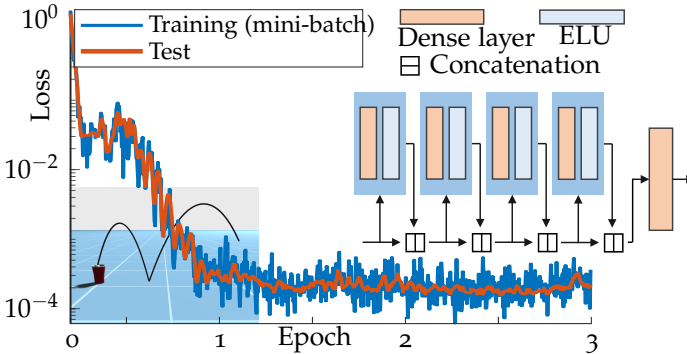 10^0
Training (mini-batch)
Test
Dense layer
ELU
Concatenation
Loss
10^-2
10^-4
0
1
2
3
Epoch